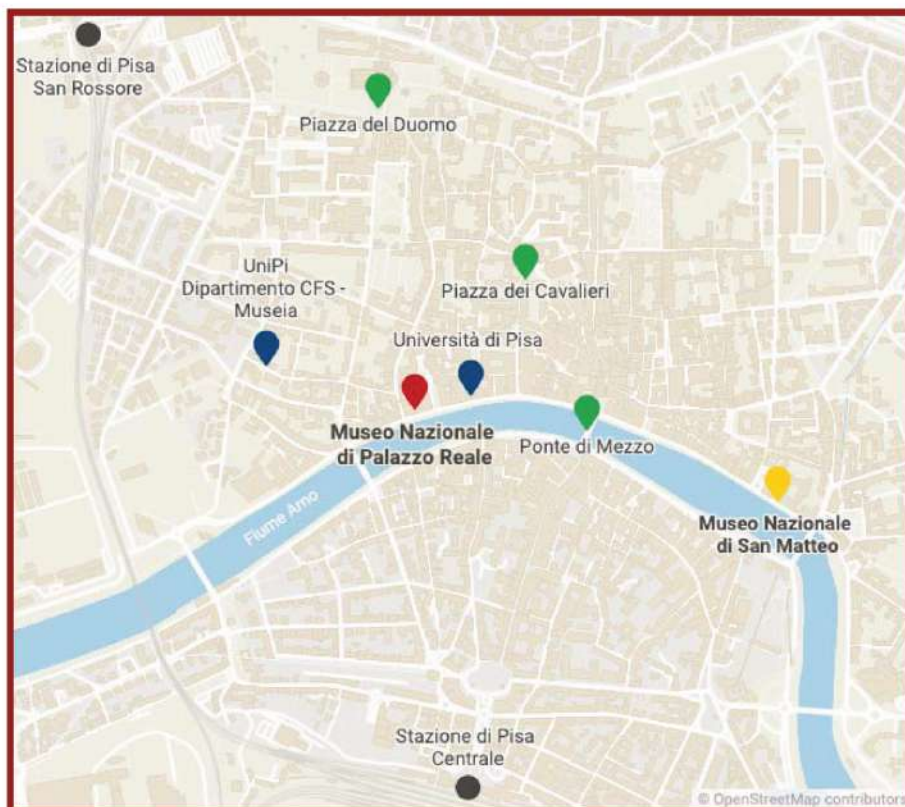 Stazione di Pisa
San Rossore
Piazza del Duomo
UniPi
Dipartimento CFS -
Museia
Piazza dei Cavalieri
Università di Pisa
Museo Nazionale
di Palazzo Reale
Ponte di Mezzo
Museo Nazionale
di San Matteo
Fiume Arno
Stazione di Pisa
Centrale
© OpenStreetMap contributors